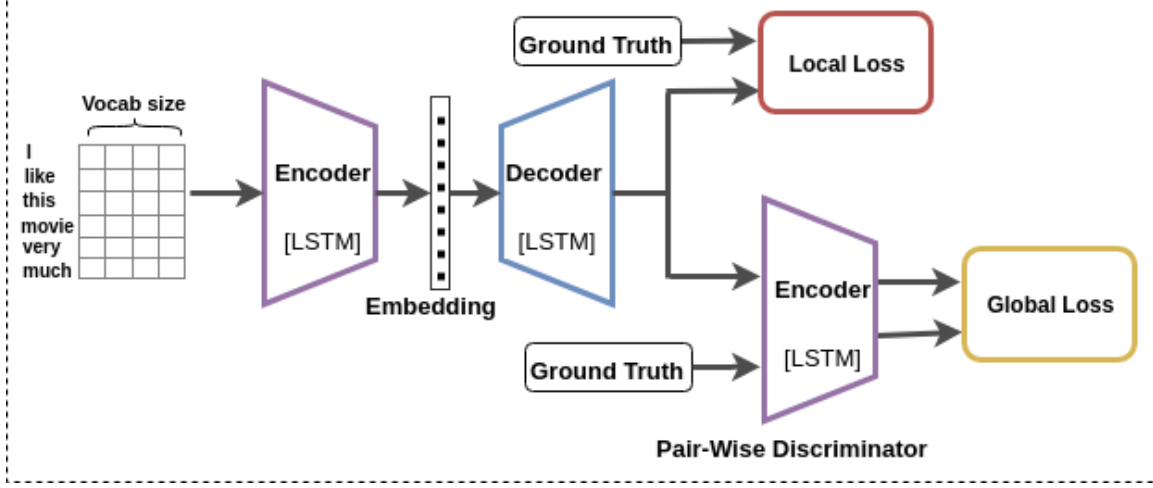 Ground Truth
Local Loss
Vocab size
I
like
this
movie
very
much
Encoder
[LSTM]
Embedding
Decoder
[LSTM]
Encoder
[LSTM]
Global Loss
Ground Truth
Pair-Wise Discriminator